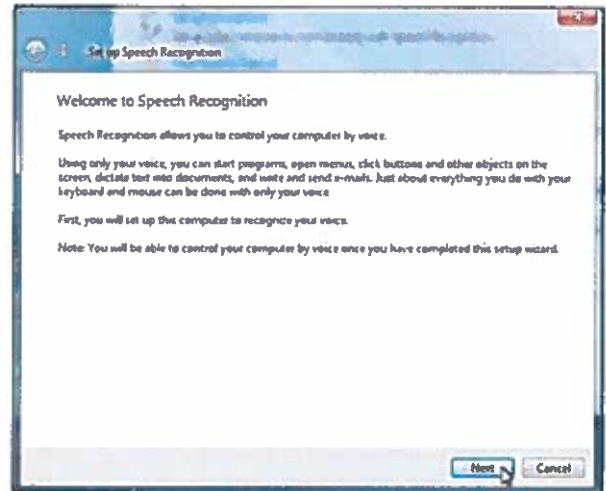 Set up Speech Recognition
Welcome to Speech Recognition
Speech Recognition allows you to control your computer by voice.
Using only your voice, you can start programs, open menus, click buttons and other objects on the
screen, dictate text into documents, and write and send e-mails. Just about everything you do with your
keyboard and mouse can be done with only your voice
First, you will set up this computer to recognize your voice.
Note: You will be able to control your computer by voice once you have completed this setup wizard.
Next
Cancel